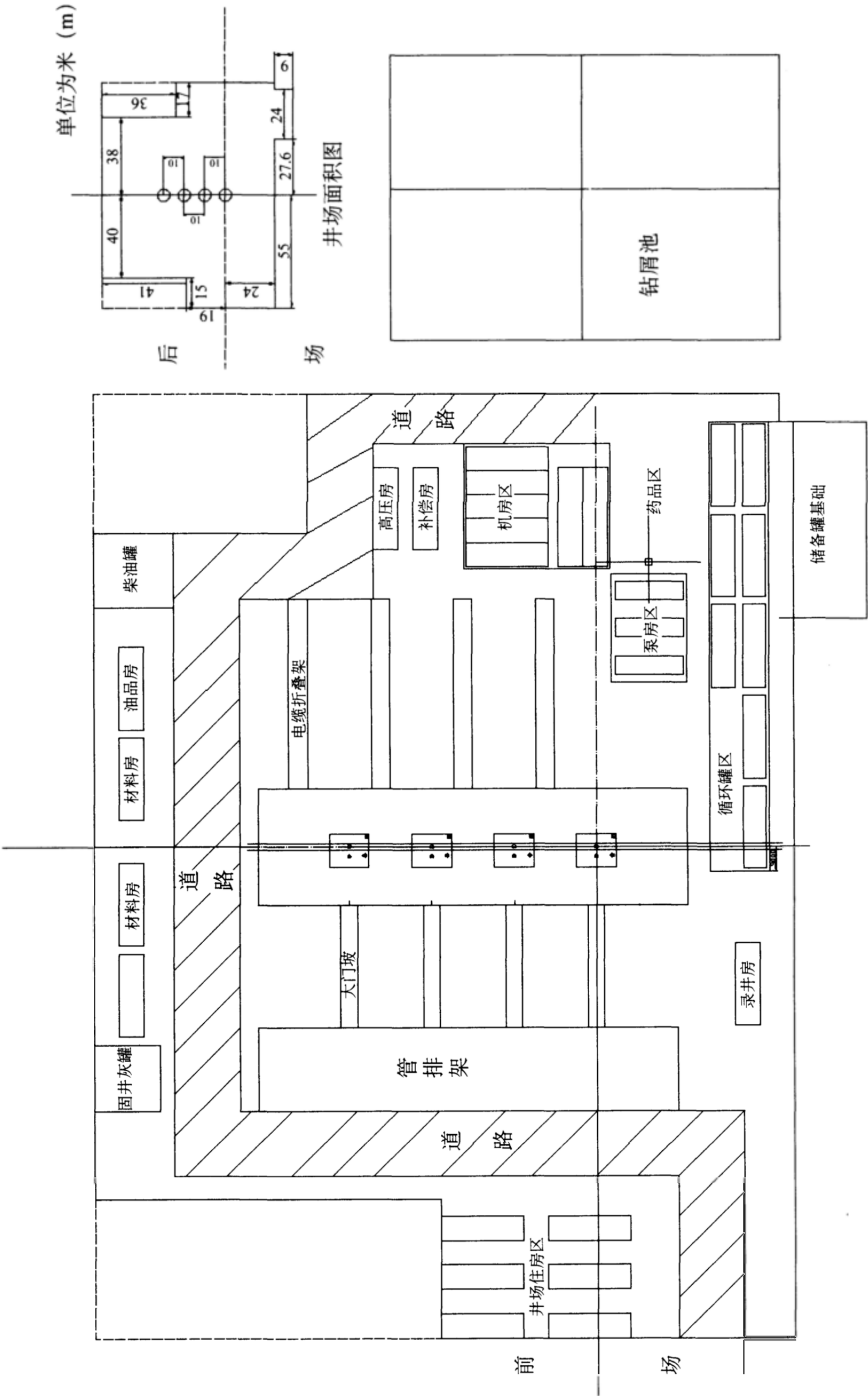 单位为米（m）
36
17
38
10
10
10
9
24
27.6
40
55
41
15
19
24
井场面积图
后
场
钻屑池
道路
高压房
补偿房
机房区
药品区
泵房区
储备罐基础
循环罐区
柴油罐
油品房
材料房
电缆折叠架
道路
材料房
大门坡
录井房
固井灰罐
管排架
道路
井场住房区
前
场